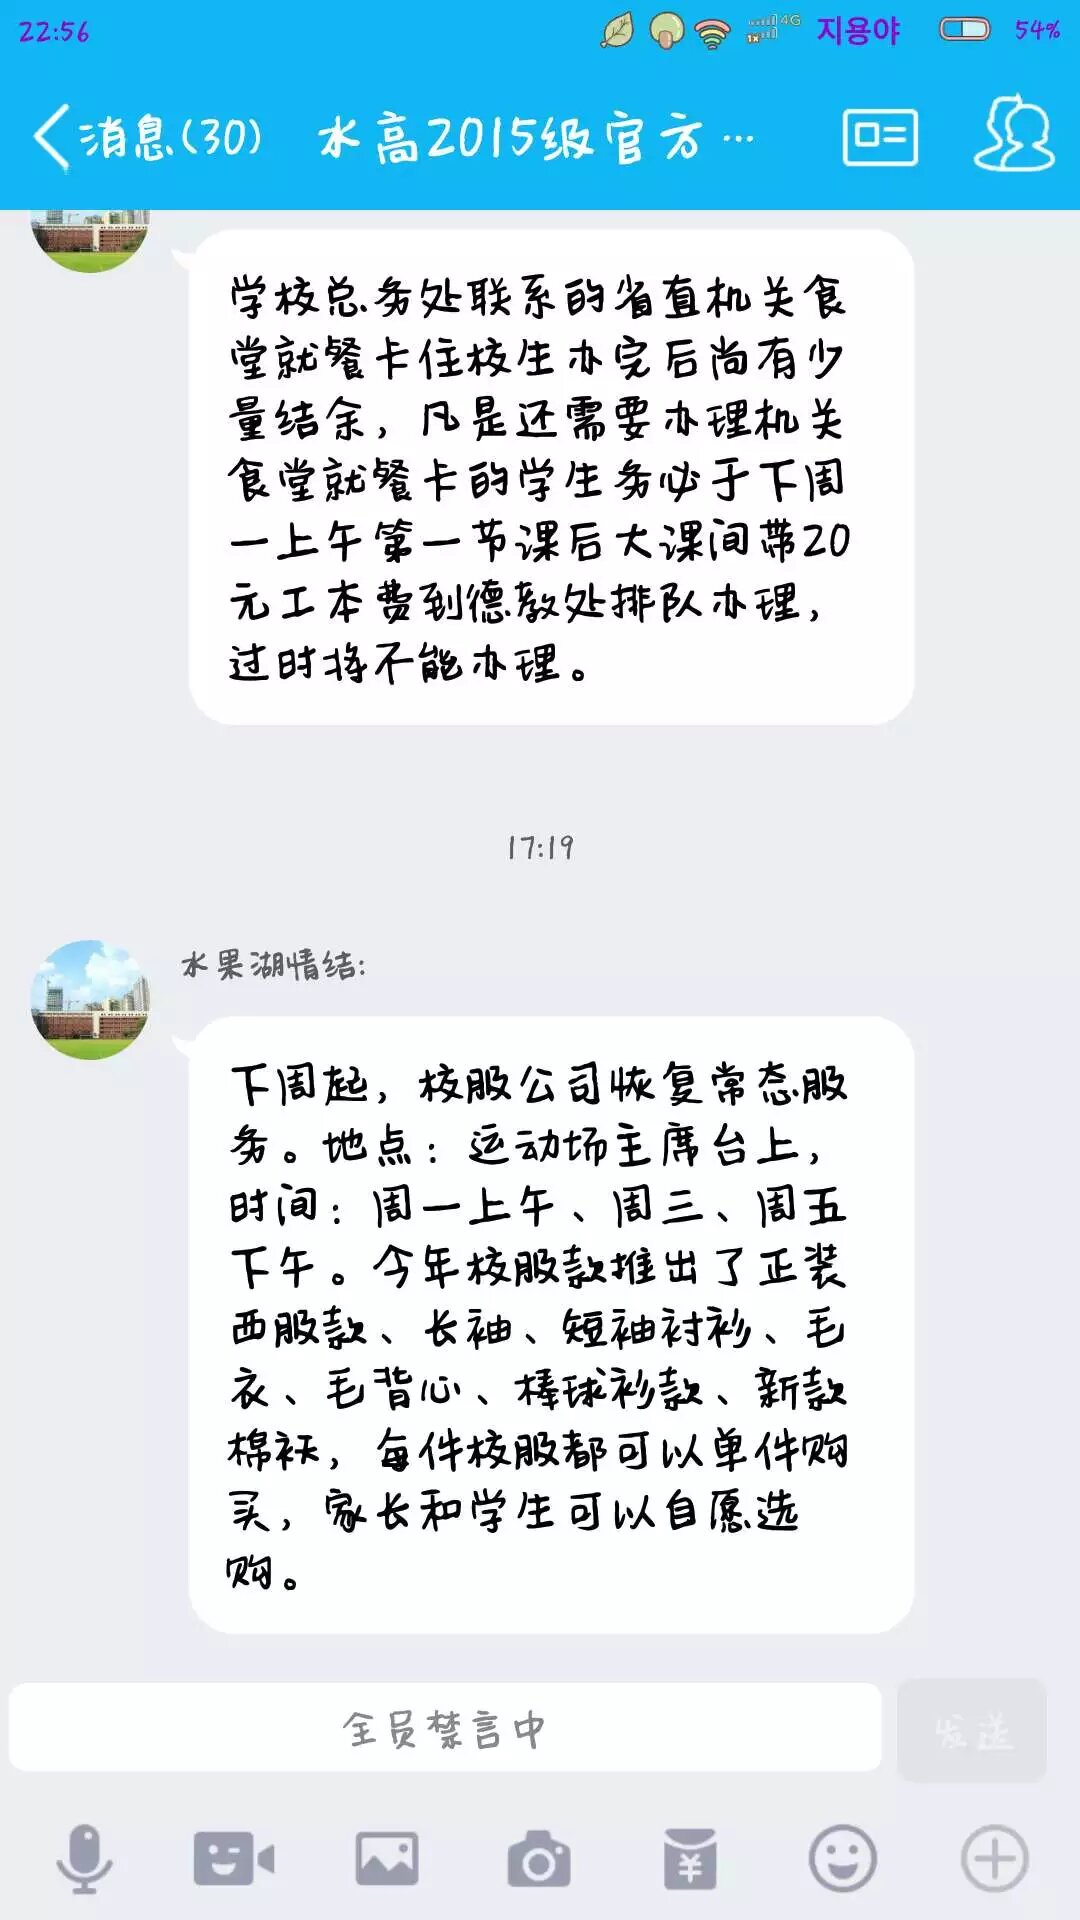 22:56
4G
1x
지용야
54%
消息(30)
水高2015级官方…
学校总务处联系的省直机关食
堂就餐卡住校生办完后尚有少
量结余，凡是还需要办理机关
食堂就餐卡的学生务必于下周
一上午第一节课后大课间带20
元工本费到德教处排队办理，
过时将不能办理。
17:19
水果湖情结:
下周起，校服公司恢复常态服
务。地点：运动场主席台上，
时间：周一上午、周三、周五
下午。今年校服款推出了正装
西服款、长袖、短袖衬衫、毛
衣、毛背心、棒球衫款、新款
棉袄，每件校服都可以单件购
买，家长和学生可以自愿选
购。
全员禁言中
发送